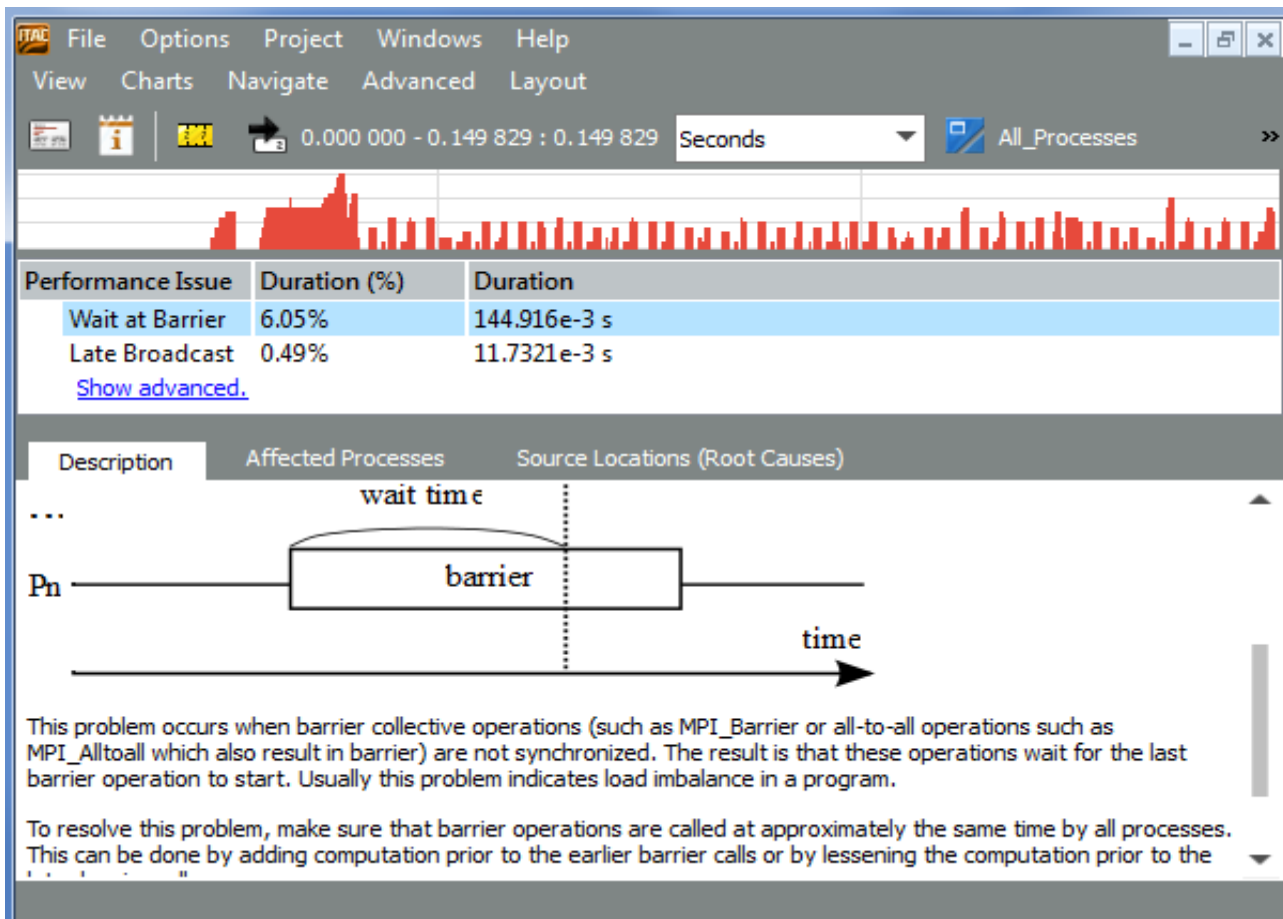 ITAC File Options Project Windows Help
View Charts Navigate Advanced Layout
0.000 000 - 0.149 829 : 0.149 829 Seconds All_Processes »
Performance Issue Duration (%) Duration
Wait at Barrier 6.05% 144.916e-3 s
Late Broadcast 0.49% 11.7321e-3 s
Show advanced.
Description Affected Processes Source Locations (Root Causes)
wait time
...
Pn barrier
time
This problem occurs when barrier collective operations (such as MPI_Barrier or all-to-all operations such as
MPI_Alltoall which also result in barrier) are not synchronized. The result is that these operations wait for the last
barrier operation to start. Usually this problem indicates load imbalance in a program.
To resolve this problem, make sure that barrier operations are called at approximately the same time by all processes.
This can be done by adding computation prior to the earlier barrier calls or by lessening the computation prior to the